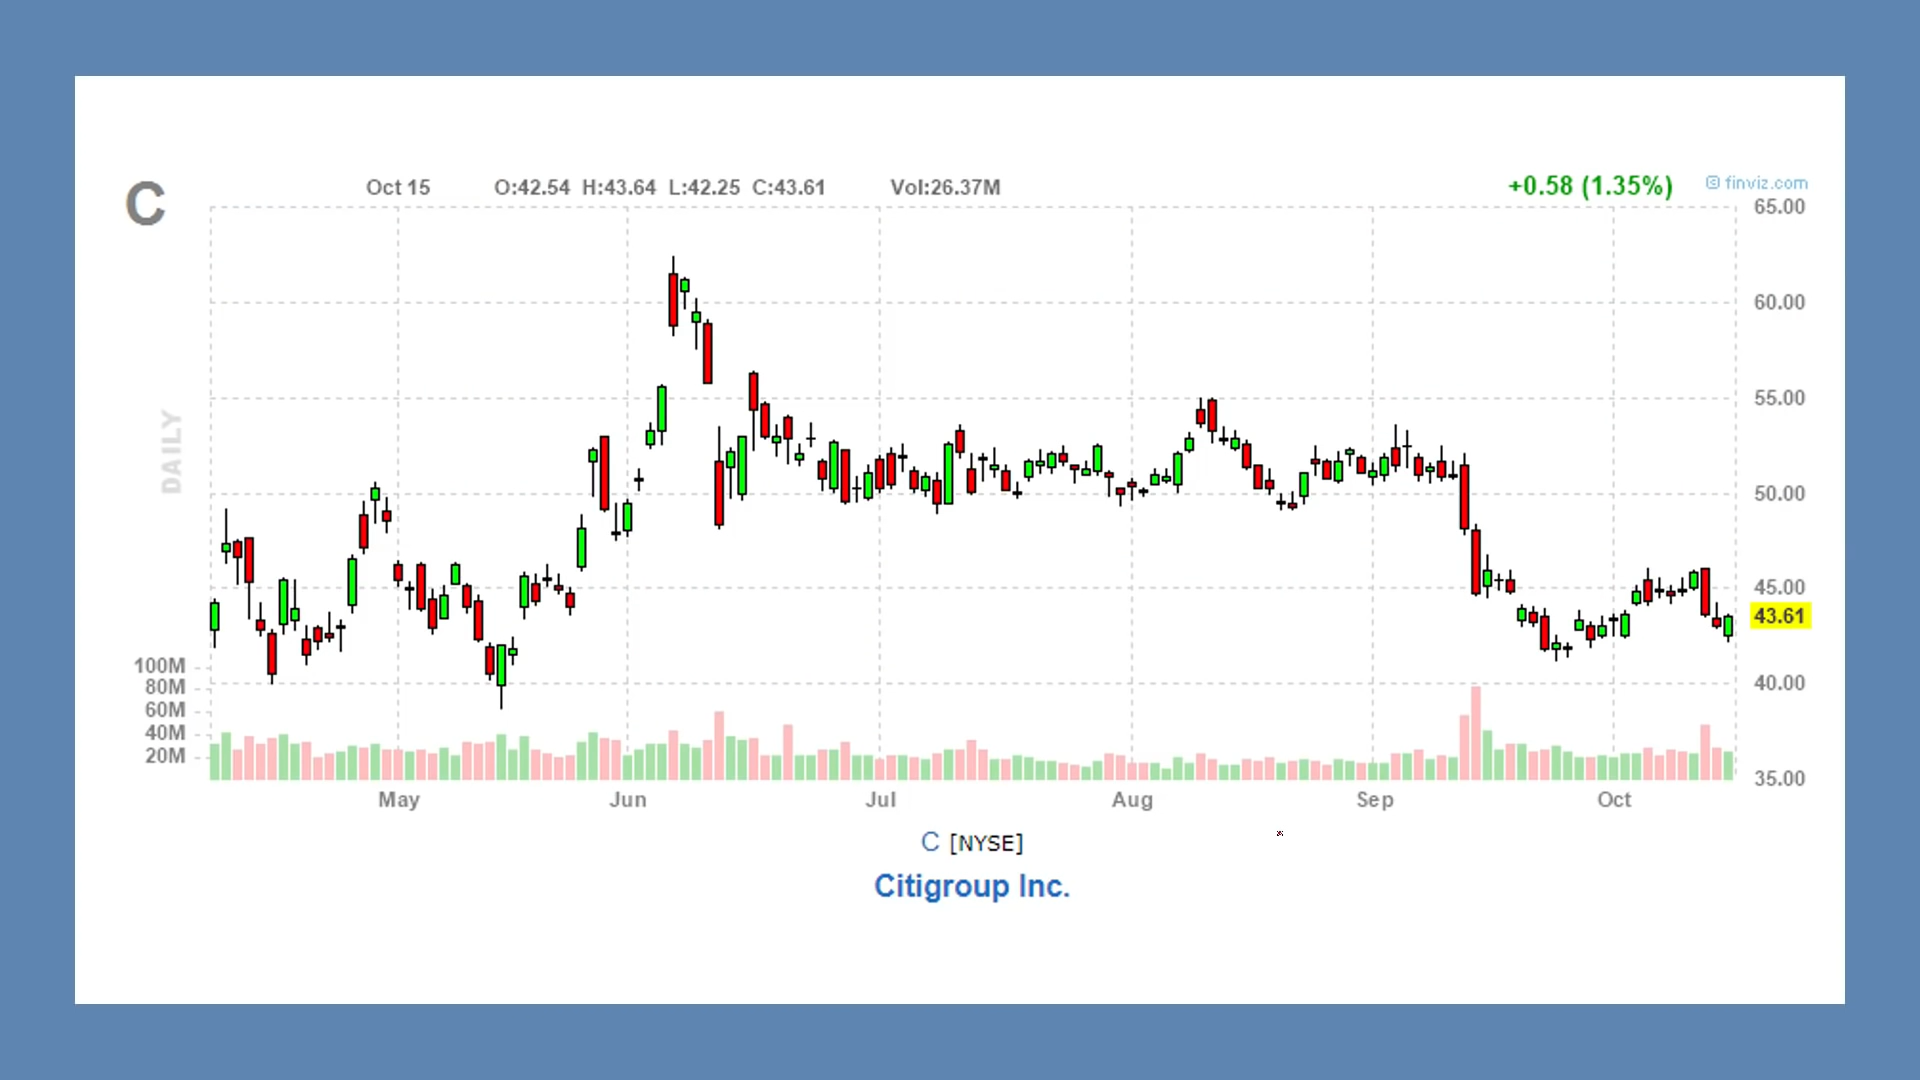 C
Oct 15 O:42.54 H:43.64 L:42.25 C:43.61 Vol:26.37M +0.58 (1.35%) © finviz.com
65.00
60.00
55.00
DAILY
50.00
45.00
43.61
100M
80M
40.00
60M
40M
20M
35.00
May Jun Jul Aug Sep Oct
C [NYSE]
Citigroup Inc.